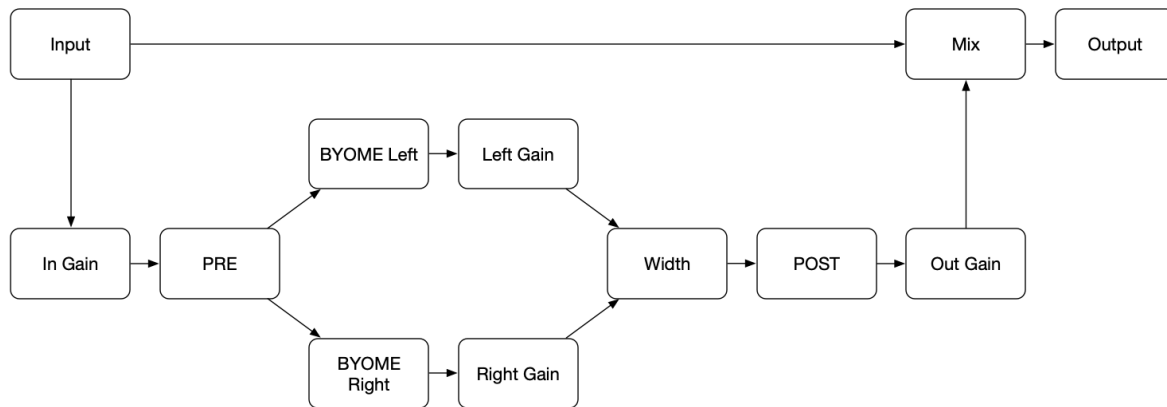 Input
Mix
Output
BYOME Left
Left Gain
In Gain
PRE
Width
POST
Out Gain
BYOME
Right
Right Gain